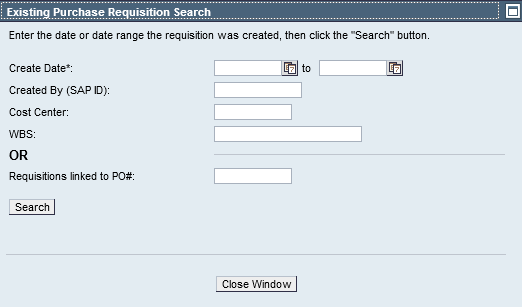 Existing Purchase Requisition Search
Enter the date or date range the requisition was created, then click the "Search" button.
Create Date*: to
Created By (SAP ID):
Cost Center:
WBS:
OR
Requisitions linked to PO#:
Search
Close Window